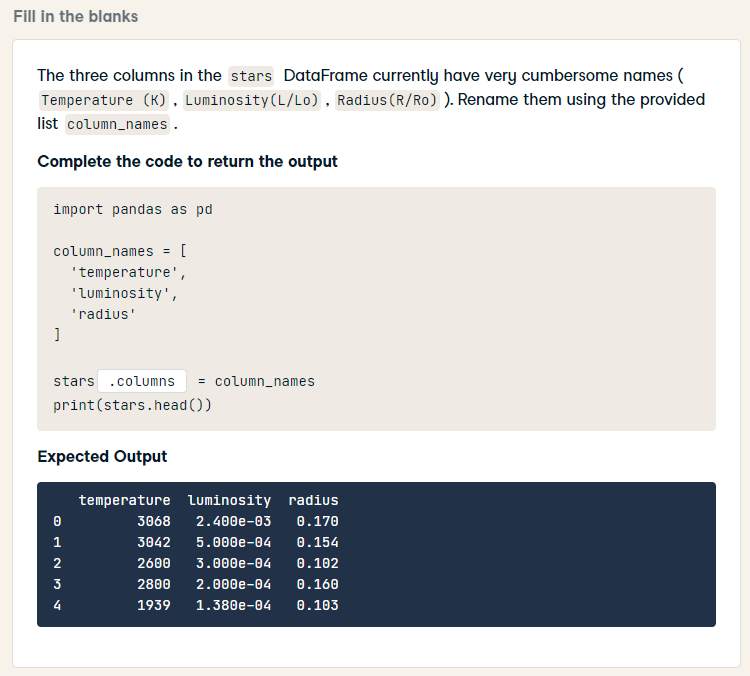 Fill in the blanks
The three columns in the stars DataFrame currently have very cumbersome names (
Temperature (K) , Luminosity(L/Lo) , Radius(R/Ro) ). Rename them using the provided
list column_names .
Complete the code to return the output
import pandas as pd
column_names = [
'temperature',
'luminosity',
'radius'
]
stars .columns = column_names
print(stars.head())
Expected Output
temperature luminosity radius
0 3068 2.400e-03 0.170
1 3042 5.000e-04 0.154
2 2600 3.000e-04 0.102
3 2800 2.000e-04 0.160
4 1939 1.380e-04 0.103